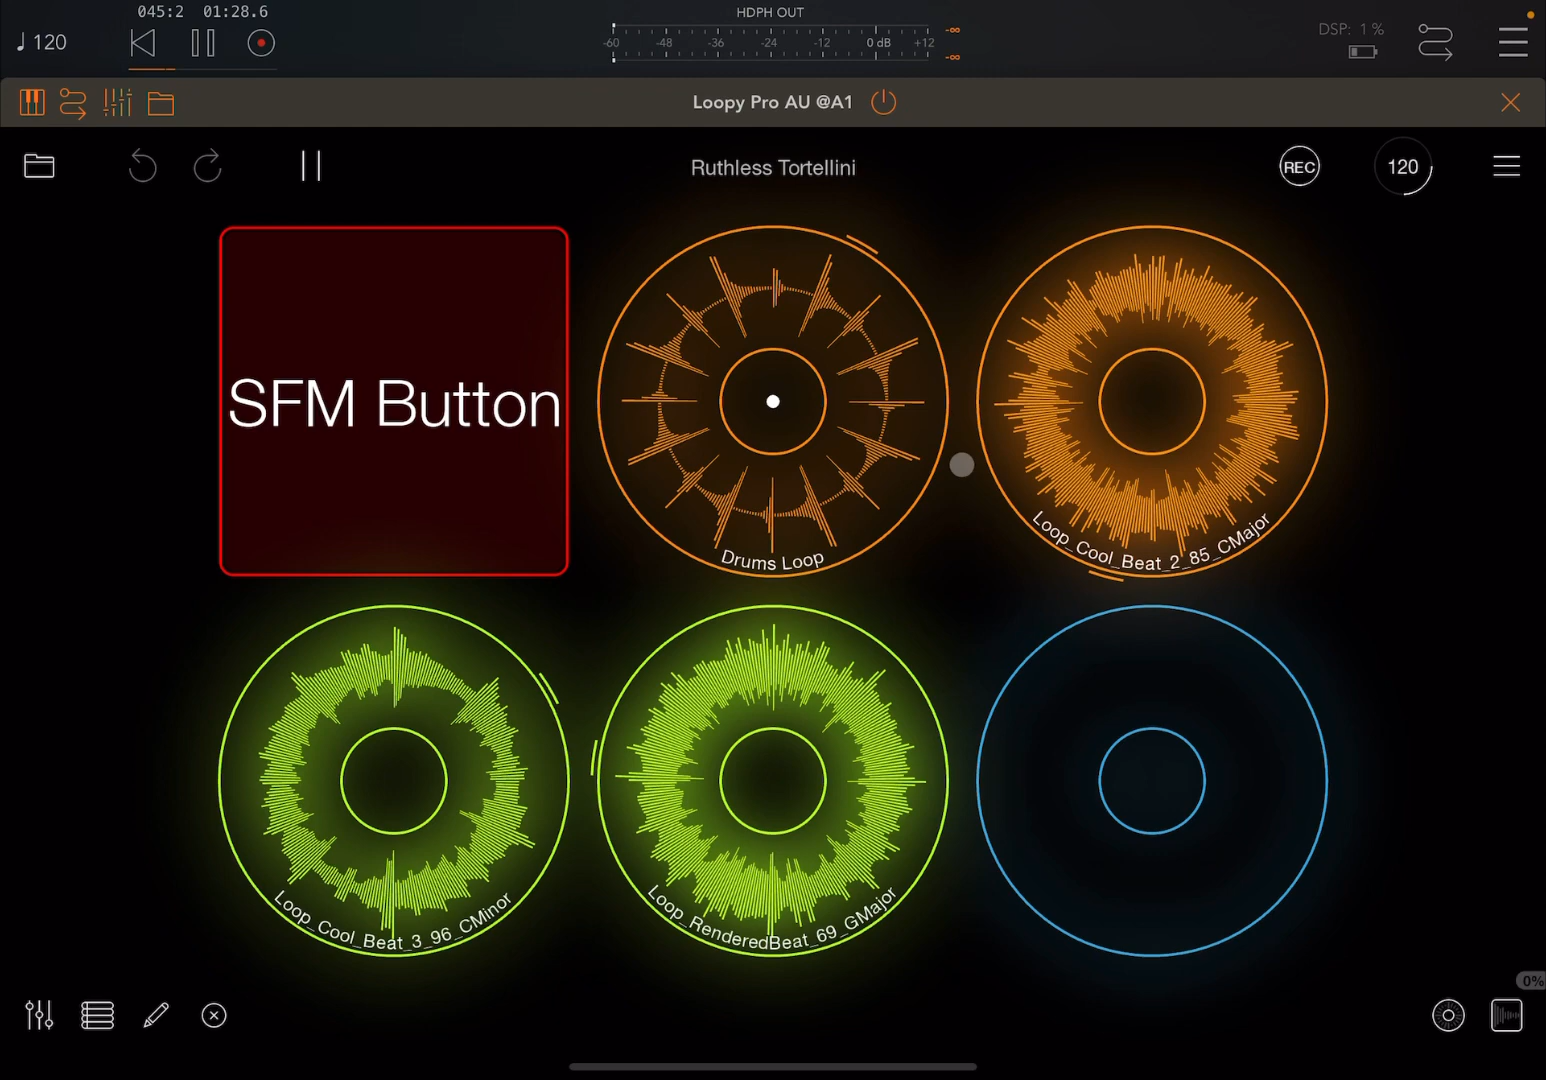 045:2 01:28.6
HDPH OUT
♩ 120
-60 -48 -36 -24 -12 0 dB +12
-∞
-∞
DSP: 1 %
Loopy Pro AU @A1
Ruthless Tortellini
REC
120
SFM Button
Drums Loop
Loop_Cool_Beat_2_85_CMajor
Loop_Cool_Beat_3_96_CMinor
Loop_RenderedBeat_69_GMajor
0%